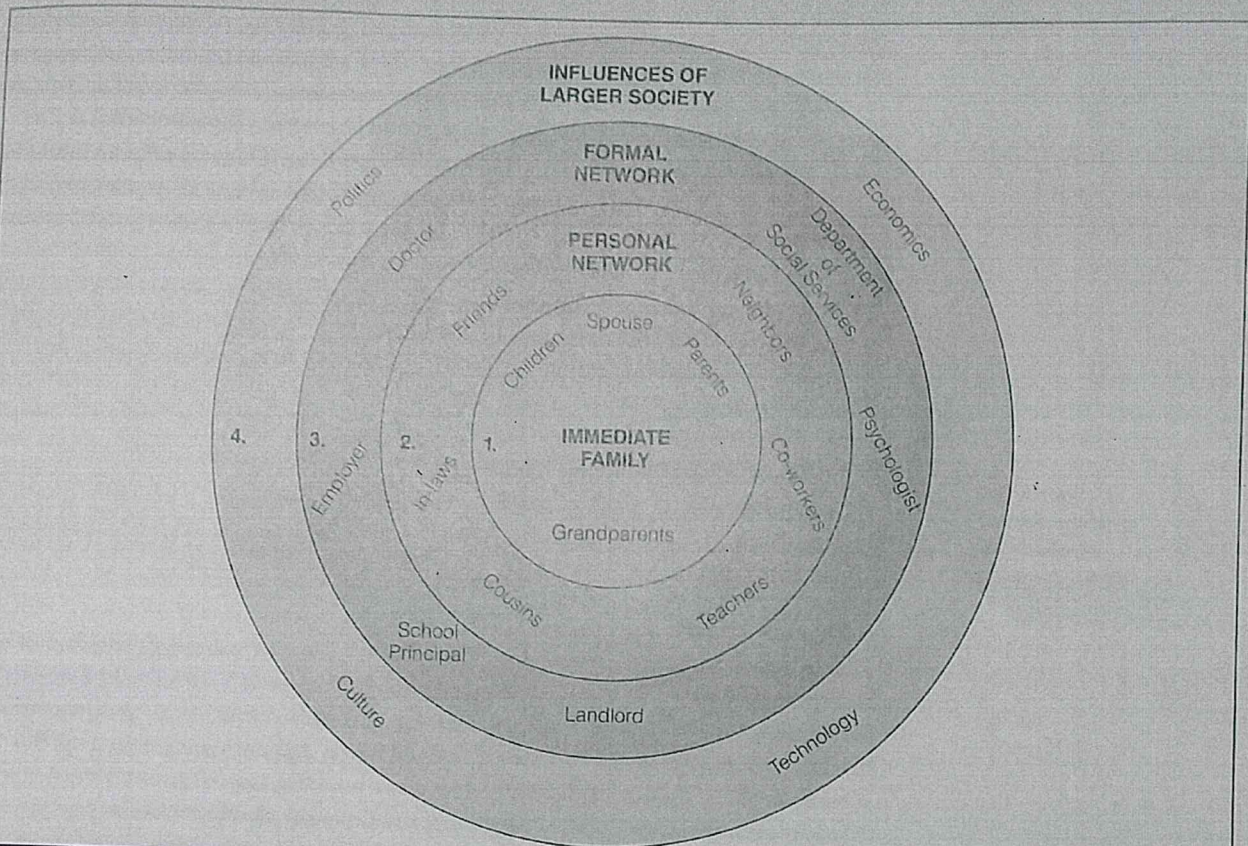 INFLUENCES OF
LARGER SOCIETY
FORMAL
NETWORK
PERSONAL
NETWORK
Politics
Economics
Doctor
Department
of
Social Services
Friends
Neighbors
Spouse
Children
Parents
4.
3.
2.
1.
IMMEDIATE
FAMILY
Employer
In-laws
Co-workers
Psychologist
Grandparents
Cousins
Teachers
School
Principal
Culture
Landlord
Technology